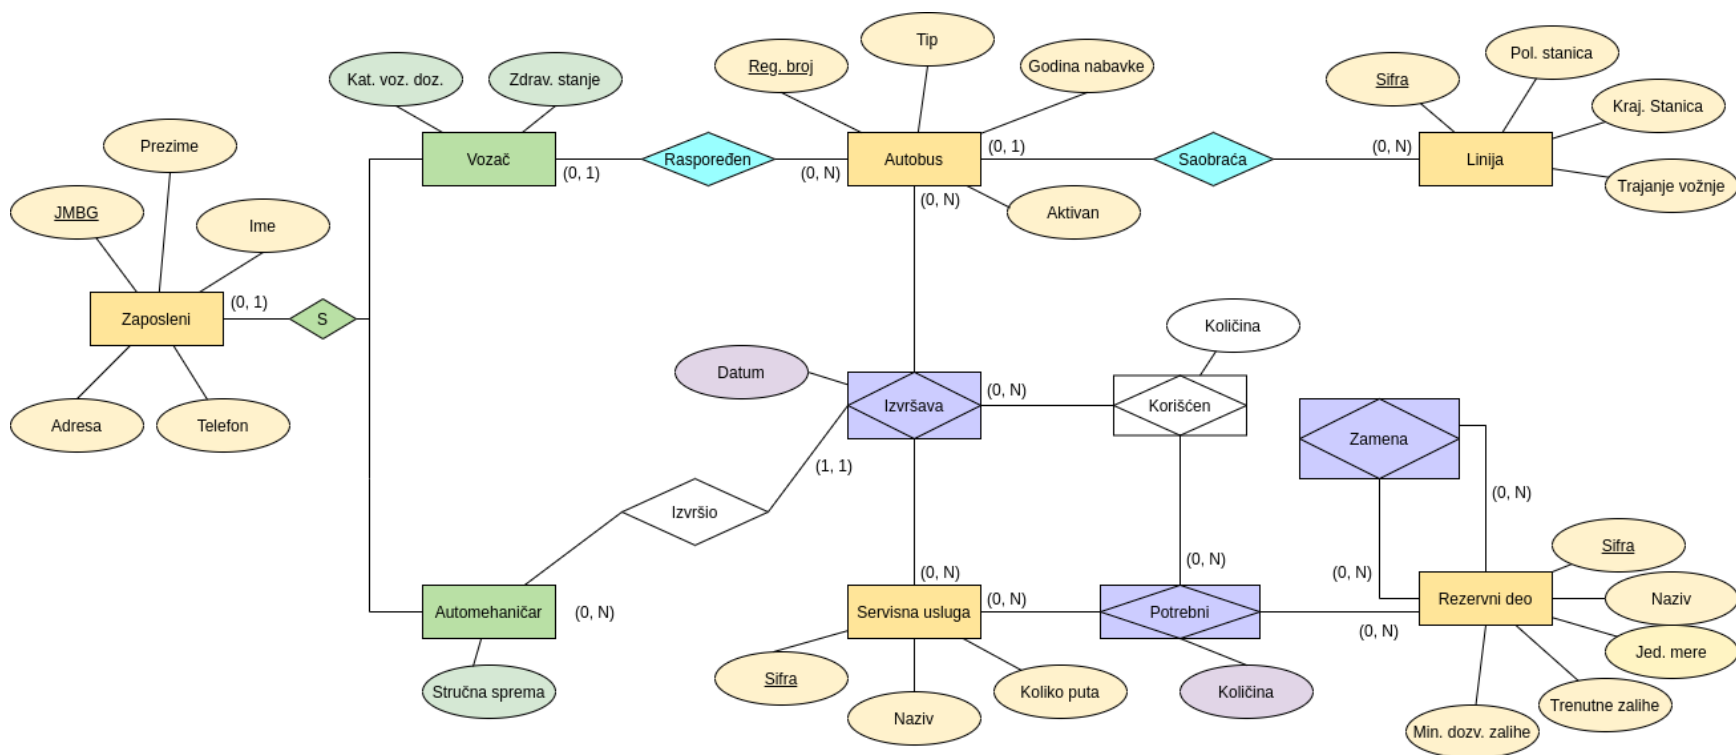 Tip
Reg. broj
Godina nabavke
Pol. stanica
Sifra
Kat. voz. doz.
Zdrav. stanje
Kraj. Stanica
Prezime
Vozač
Raspoređen
Autobus
(0, 1)
Saobraća
(0, N)
Linija
(0, 1)
(0, N)
Trajanje vožnje
(0, N)
JMBG
Ime
Aktivan
(0, 1)
Zaposleni
S
Količina
Datum
(0, N)
Izvršava
Korišćen
Adresa
Telefon
Zamena
(1, 1)
(0, N)
Izvršio
Sifra
(0, N)
(0, N)
(0, N)
Automehaničar
(0, N)
Servisna usluga
(0, N)
Potrebni
Rezervni deo
Naziv
(0, N)
Jed. mere
Sifra
Stručna sprema
Koliko puta
Količina
Trenutne zalihe
Naziv
Min. dozv. zalihe